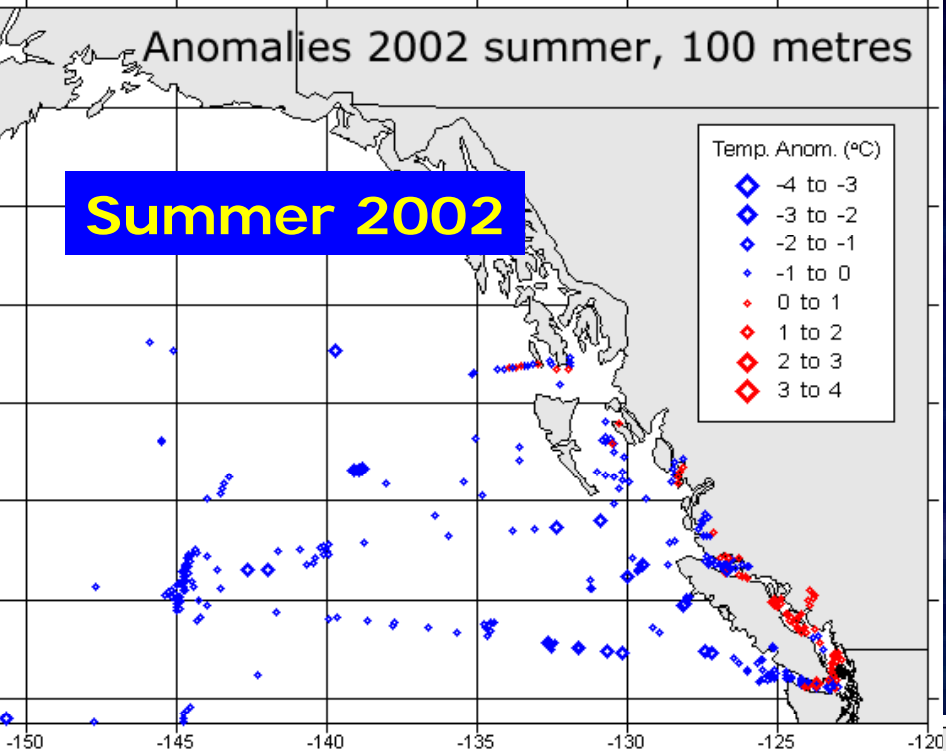 Anomalies 2002 summer, 100 metres
Summer 2002
Temp. Anom. (°C)
-4 to -3
-3 to -2
-2 to -1
-1 to 0
0 to 1
1 to 2
2 to 3
3 to 4
-150 -145 -140 -135 -130 -125 -120